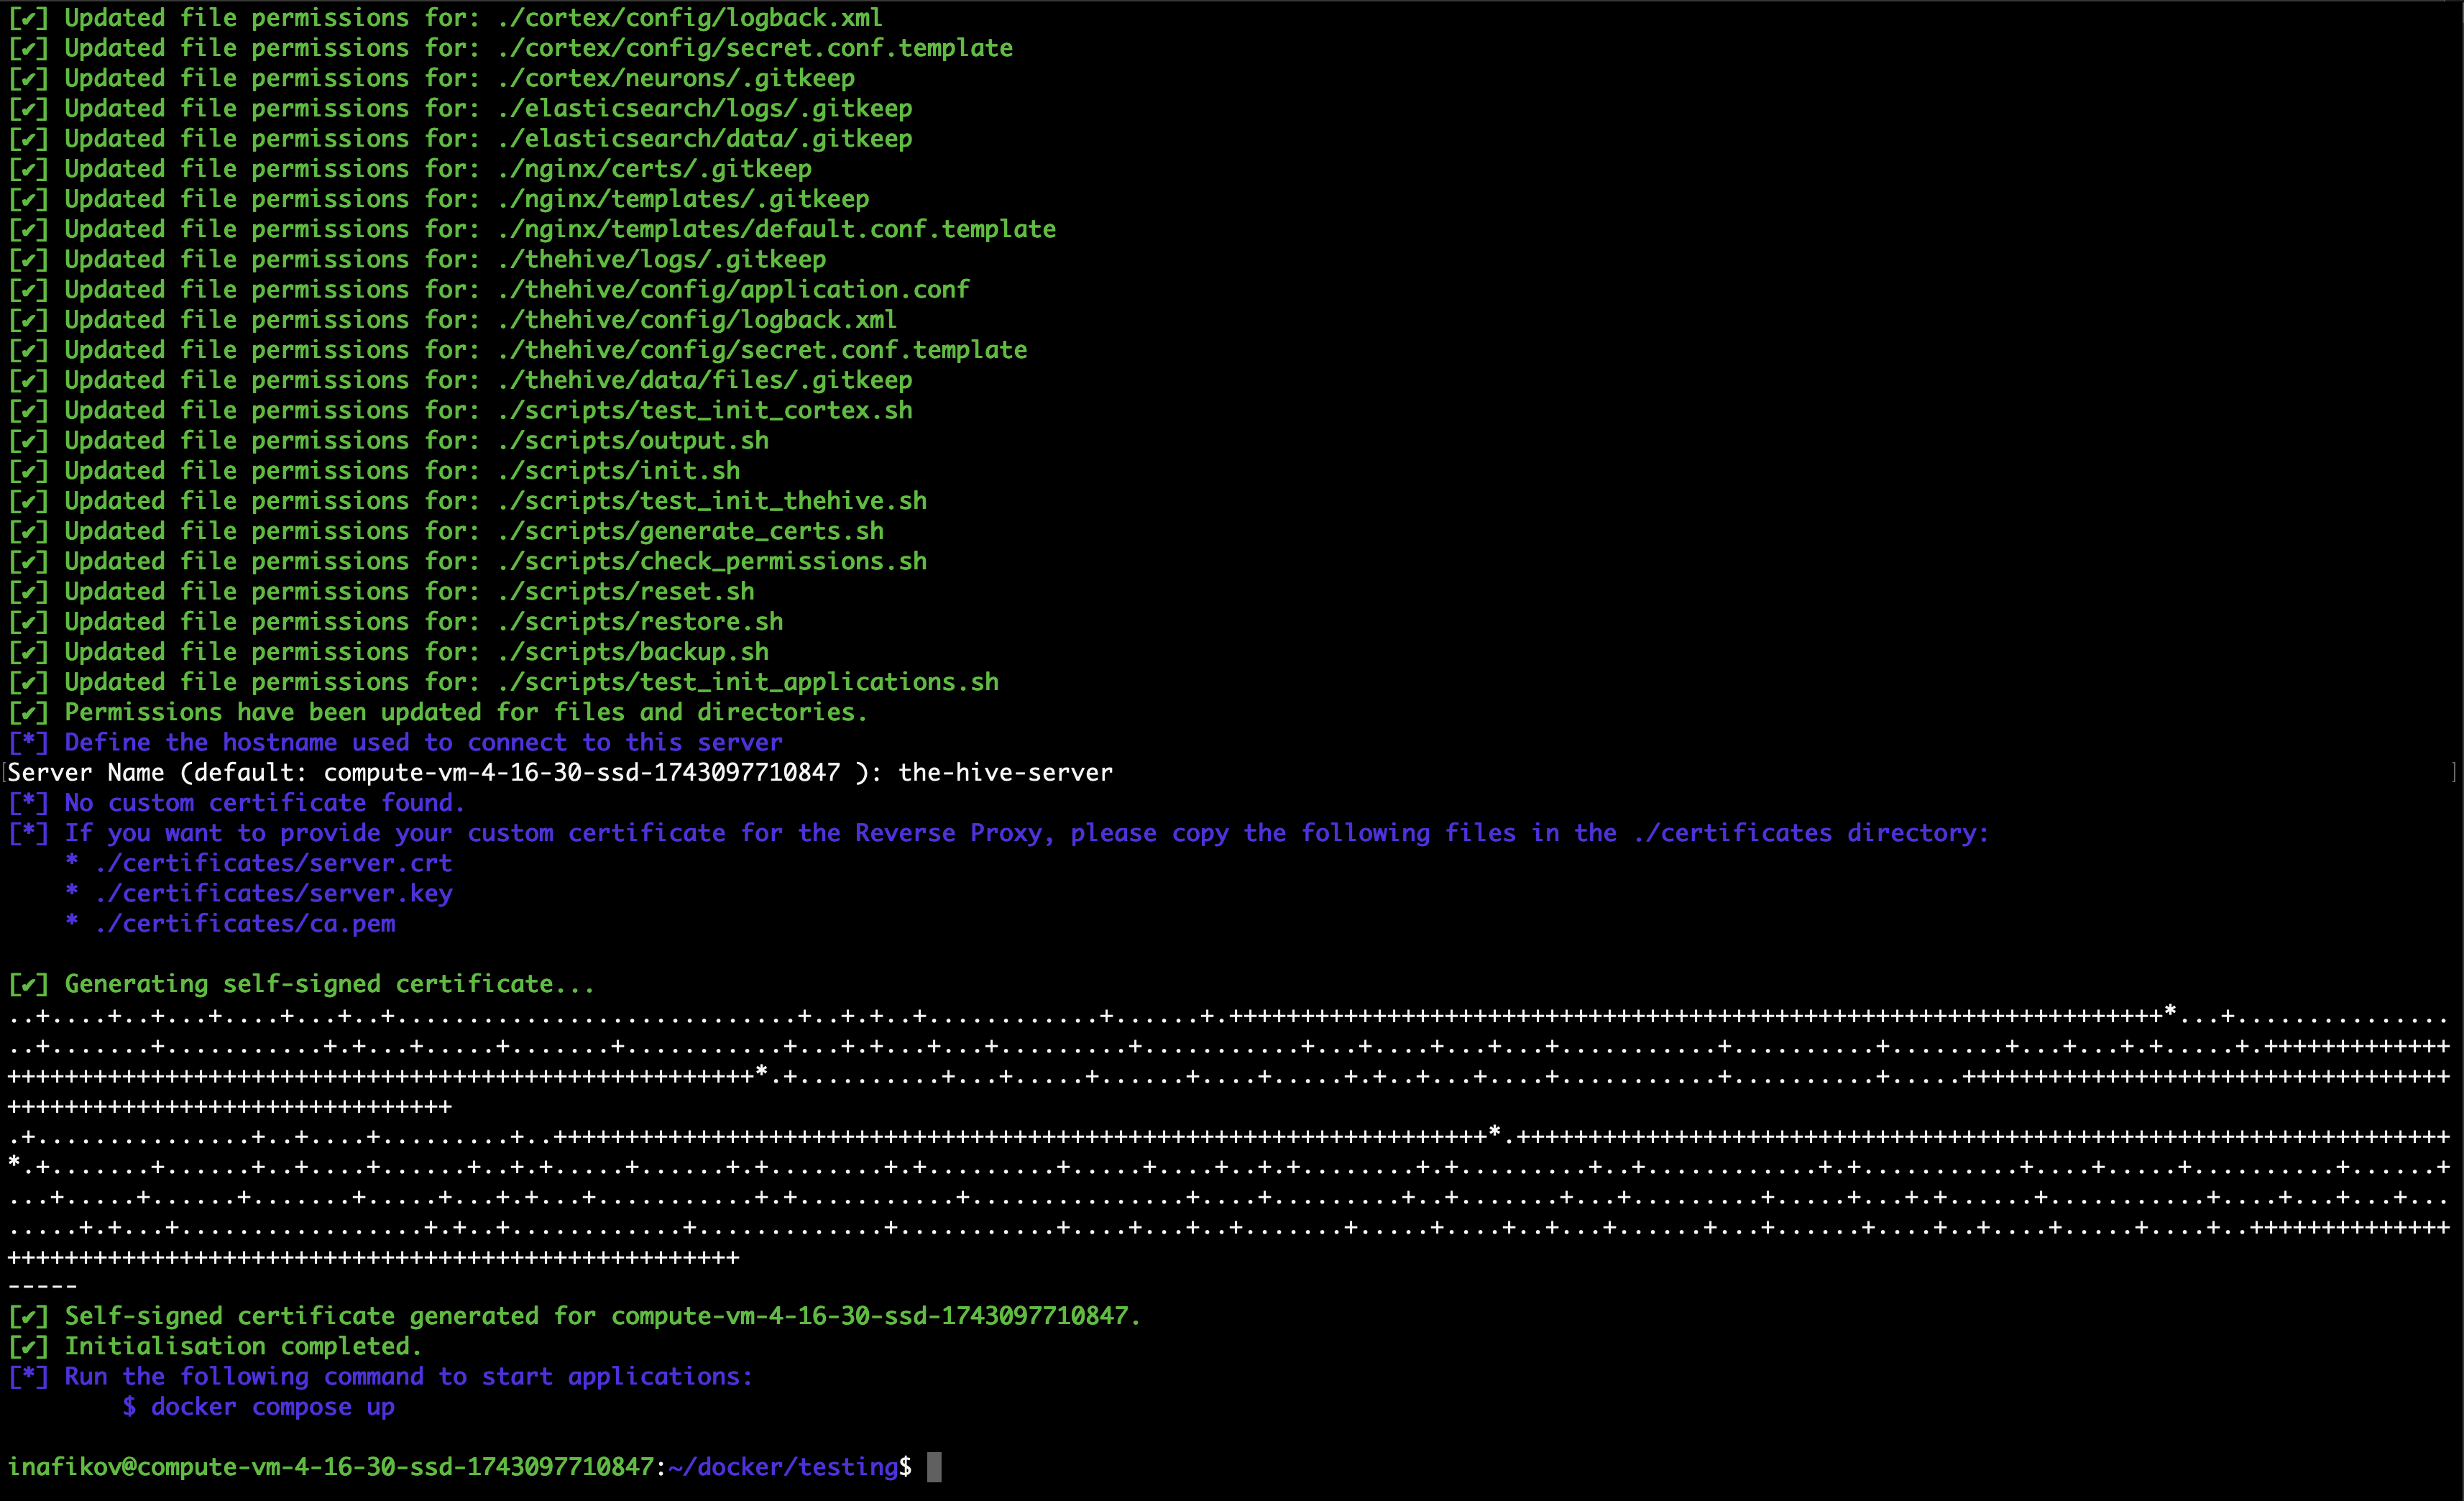 [✔] Updated file permissions for: ./cortex/config/logback.xml
[✔] Updated file permissions for: ./cortex/config/secret.conf.template
[✔] Updated file permissions for: ./cortex/neurons/.gitkeep
[✔] Updated file permissions for: ./elasticsearch/logs/.gitkeep
[✔] Updated file permissions for: ./elasticsearch/data/.gitkeep
[✔] Updated file permissions for: ./nginx/certs/.gitkeep
[✔] Updated file permissions for: ./nginx/templates/.gitkeep
[✔] Updated file permissions for: ./nginx/templates/default.conf.template
[✔] Updated file permissions for: ./thehive/logs/.gitkeep
[✔] Updated file permissions for: ./thehive/config/application.conf
[✔] Updated file permissions for: ./thehive/config/logback.xml
[✔] Updated file permissions for: ./thehive/config/secret.conf.template
[✔] Updated file permissions for: ./thehive/data/files/.gitkeep
[✔] Updated file permissions for: ./scripts/test_init_cortex.sh
[✔] Updated file permissions for: ./scripts/output.sh
[✔] Updated file permissions for: ./scripts/init.sh
[✔] Updated file permissions for: ./scripts/test_init_thehive.sh
[✔] Updated file permissions for: ./scripts/generate_certs.sh
[✔] Updated file permissions for: ./scripts/check_permissions.sh
[✔] Updated file permissions for: ./scripts/reset.sh
[✔] Updated file permissions for: ./scripts/restore.sh
[✔] Updated file permissions for: ./scripts/backup.sh
[✔] Updated file permissions for: ./scripts/test_init_applications.sh
[✔] Permissions have been updated for files and directories.
[*] Define the hostname used to connect to this server
Server Name (default: compute-vm-4-16-30-ssd-1743097710847 ): the-hive-server
[*] No custom certificate found.
[*] If you want to provide your custom certificate for the Reverse Proxy, please copy the following files in the ./certificates directory:
* ./certificates/server.crt
* ./certificates/server.key
* ./certificates/ca.pem
[✔] Generating self-signed certificate...
-----
[✔] Self-signed certificate generated for compute-vm-4-16-30-ssd-1743097710847.
[✔] Initialisation completed.
[*] Run the following command to start applications:
$ docker compose up
inafikov@compute-vm-4-16-30-ssd-1743097710847:~/docker/testing$